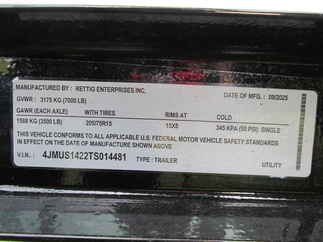 MANUFACTURED BY: RETTIG ENTERPRISES INC. DATE OF MFG.: 09/2025
GVWR: 3175 KG (7000 LB)
GAWR (EACH AXLE) WITH TIRES RIMS AT COLD
1588 KG (3500 LB) 205/75R15 15X5 345 KPA (50 PSI) SINGLE
THIS VEHICLE CONFORMS TO ALL APPLICABLE U.S. FEDERAL MOTOR VEHICLE SAFETY STANDARDS
IN EFFECT ON THE DATE OF MANUFACTURE SHOWN ABOVE
V.I.N.: 4JMUS1422TS014481 TYPE: TRAILER UTILITY